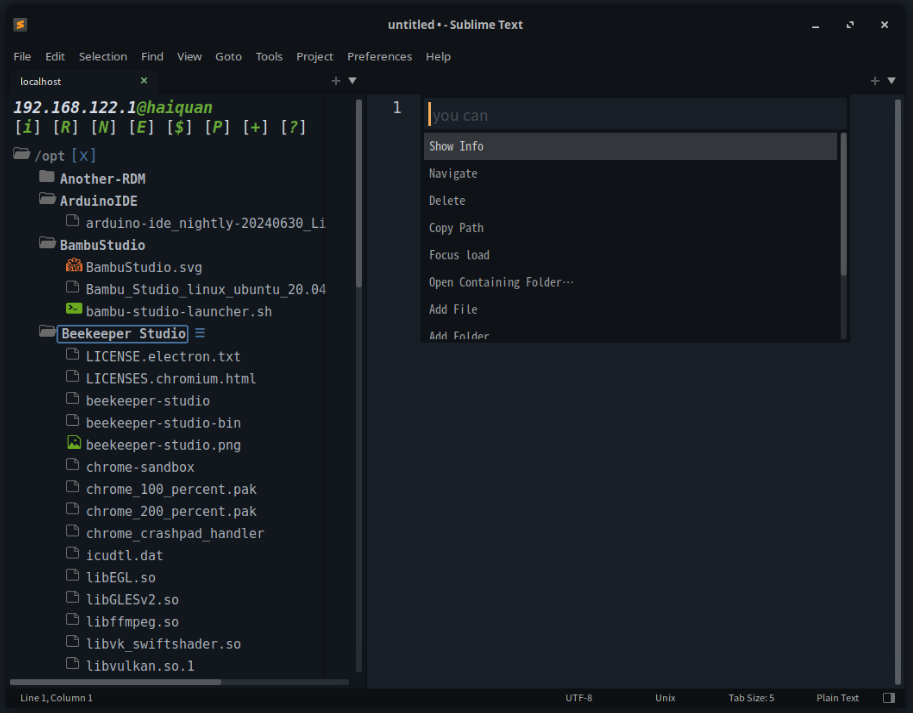 untitled • - Sublime Text
File Edit Selection Find View Goto Tools Project Preferences Help
localhost
192.168.122.1@haiquan
[i] [R] [N] [E] [$] [P] [+] [?]
/opt [x]
Another-RDM
ArduinoIDE
arduino-ide_nightly-20240630_Li
BambuStudio
BambuStudio.svg
Bambu_Studio_linux_ubuntu_20.04
bambu-studio-launcher.sh
Beekeeper Studio
LICENSE.electron.txt
LICENSES.chromium.html
beekeeper-studio
beekeeper-studio-bin
beekeeper-studio.png
chrome-sandbox
chrome_100_percent.pak
chrome_200_percent.pak
chrome_crashpad_handler
icudtl.dat
libEGL.so
libGLESv2.so
libffmpeg.so
libvk_swiftshader.so
libvulkan.so.1
1
you can
Show Info
Navigate
Delete
Copy Path
Focus load
Open Containing Folder…
Add File
Add Folder
Line 1, Column 1 UTF-8 Unix Tab Size: 5 Plain Text